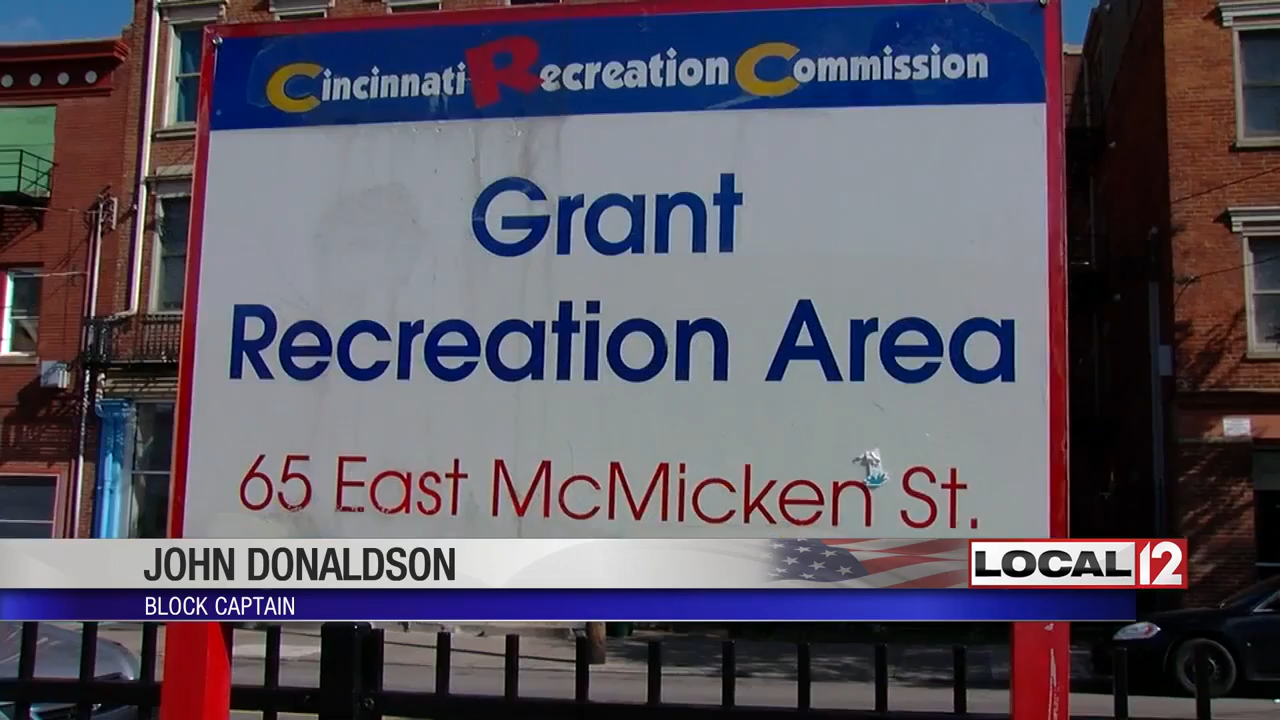 Cincinnati Recreation Commission
Grant
Recreation Area
65 East McMicken St.
JOHN DONALDSON
LOCAL 12
BLOCK CAPTAIN